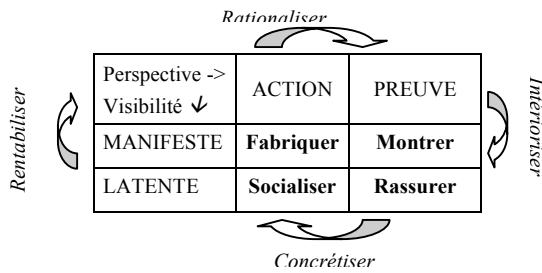 Rationaliser
Rentabiliser
Perspective ->
Visibilité ↓
ACTION
PREUVE
MANIFESTE
Fabriquer
Montrer
LATENTE
Socialiser
Rassurer
Intérioriser
Concrétiser